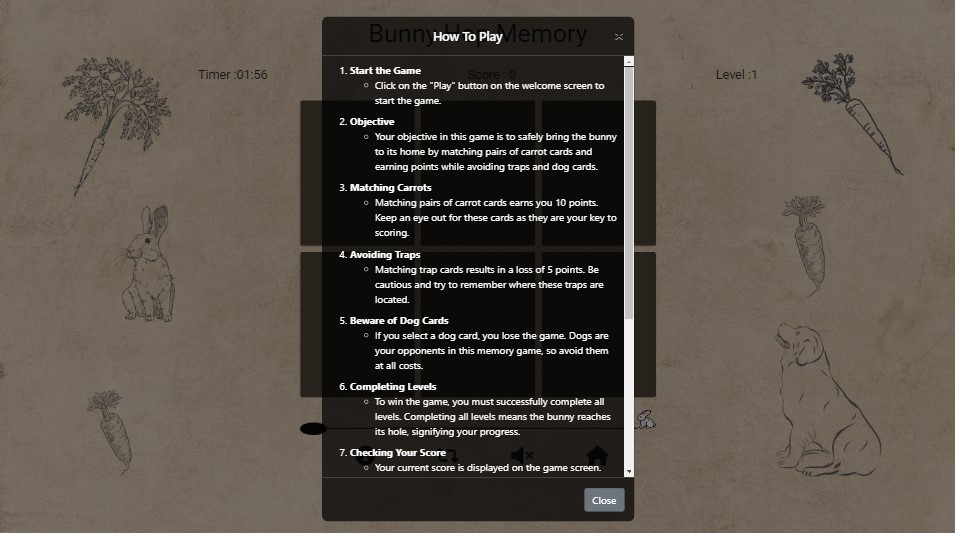 Bunny Hop Memory
How To Play
Timer :01:56
Score : 0
Level :1
1. Start the Game
Click on the "Play" button on the welcome screen to
start the game.
2. Objective
Your objective in this game is to safely bring the bunny
to its home by matching pairs of carrot cards and
earning points while avoiding traps and dog cards.
3. Matching Carrots
Matching pairs of carrot cards earns you 10 points.
Keep an eye out for these cards as they are your key to
scoring.
4. Avoiding Traps
Matching trap cards results in a loss of 5 points. Be
cautious and try to remember where these traps are
located.
5. Beware of Dog Cards
If you select a dog card, you lose the game. Dogs are
your opponents in this memory game, so avoid them
at all costs.
6. Completing Levels
To win the game, you must successfully complete all
levels. Completing all levels means the bunny reaches
its hole, signifying your progress.
7. Checking Your Score
Your current score is displayed on the game screen.
Close